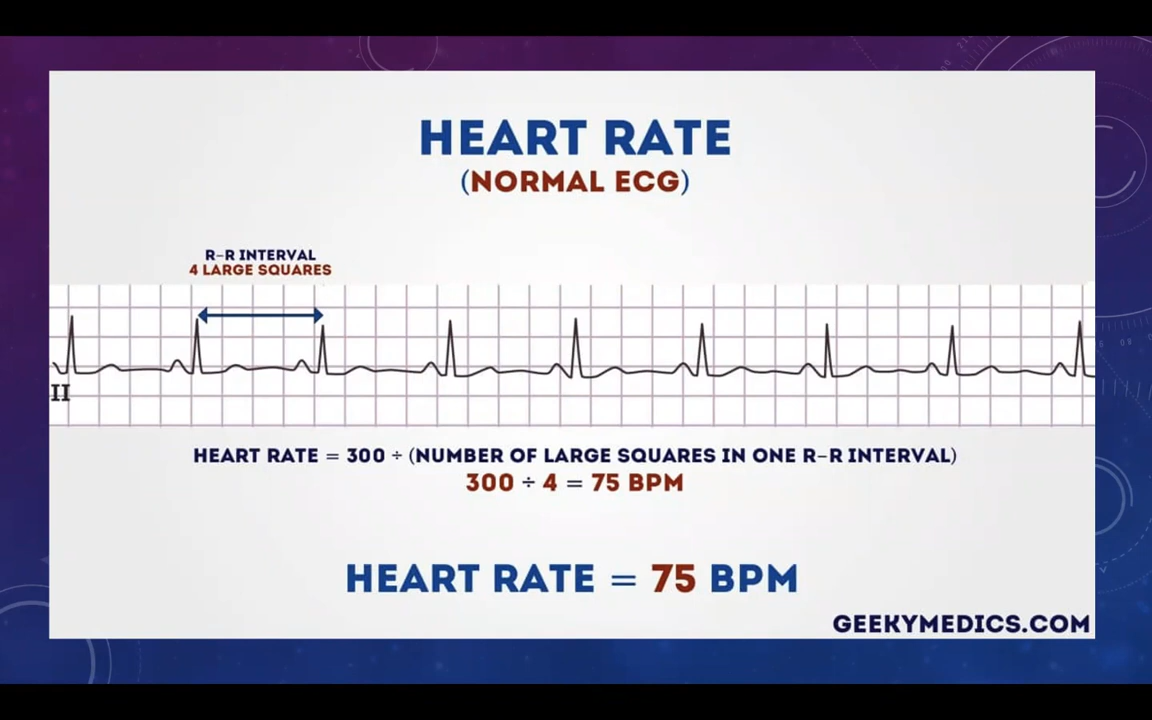 HEART RATE
(NORMAL ECG)
R–R INTERVAL
4 LARGE SQUARES
II
HEART RATE = 300 ÷ (NUMBER OF LARGE SQUARES IN ONE R–R INTERVAL)
300 ÷ 4 = 75 BPM
HEART RATE = 75 BPM
GEEKYMEDICS.COM